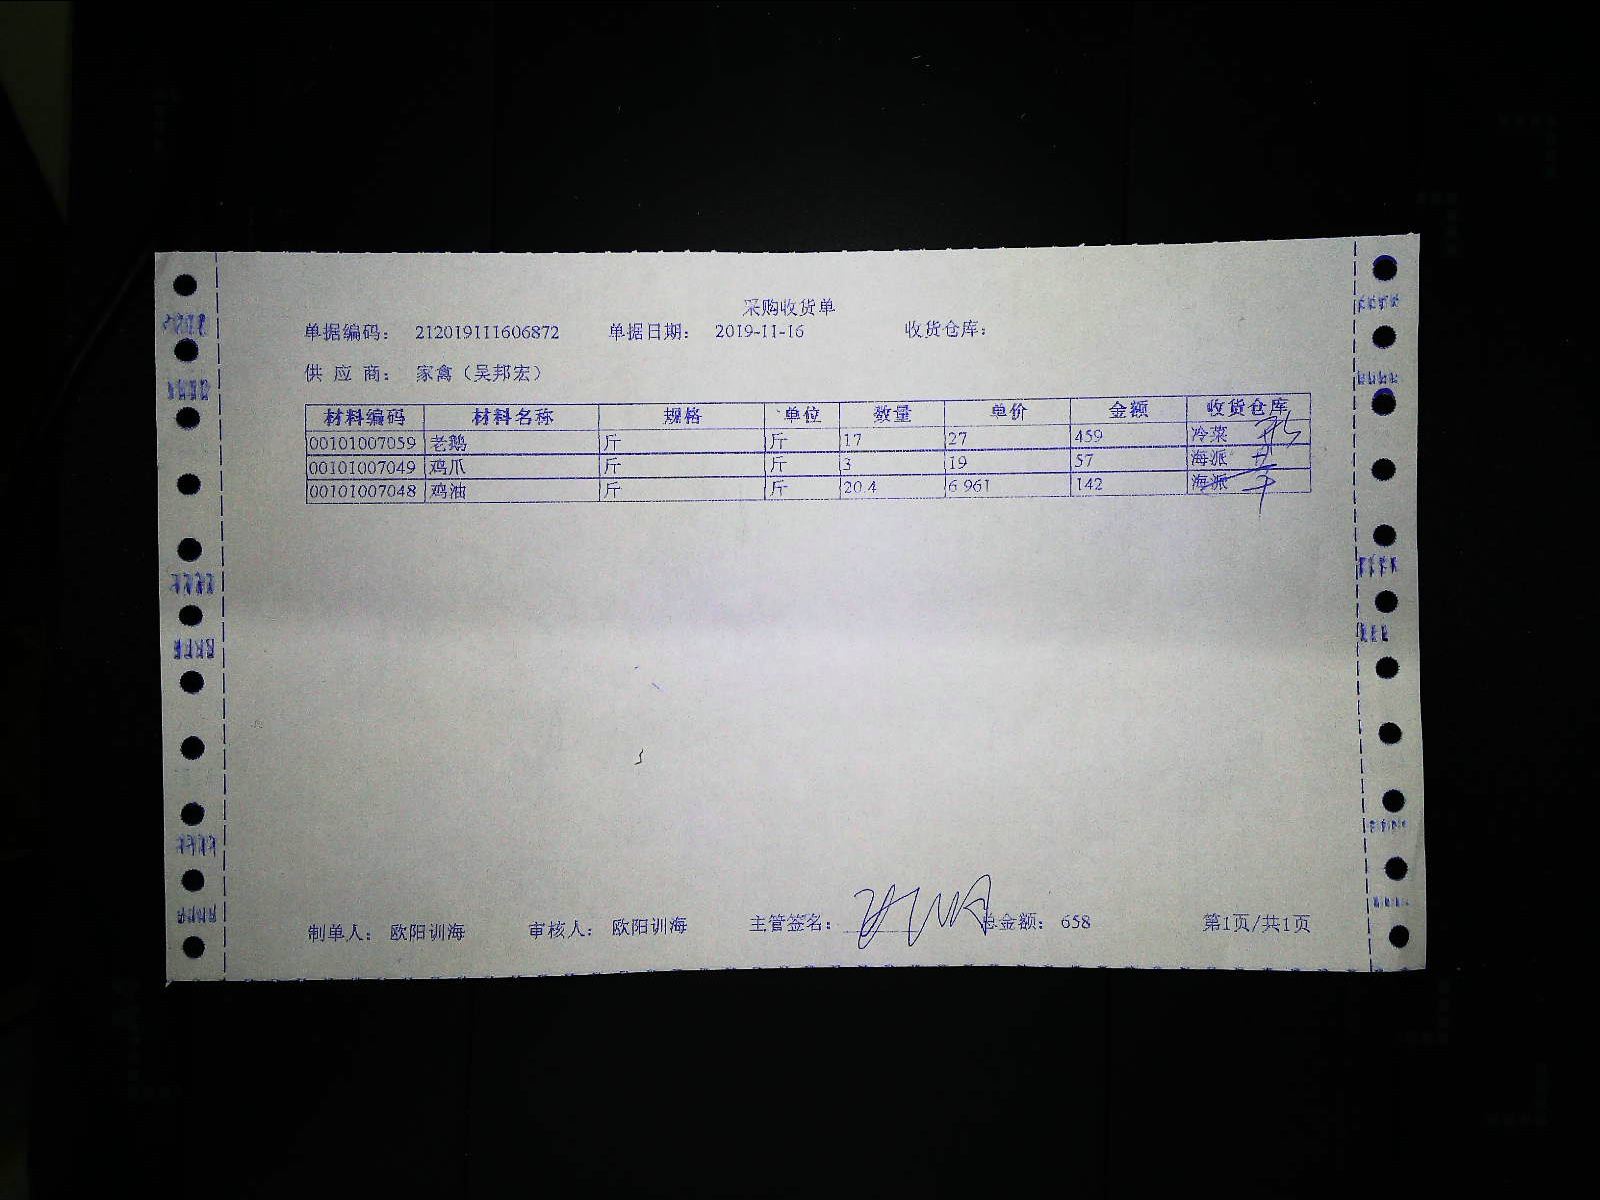 采购收货单
单据编码： 212019111606872 单据日期： 2019-11-16 收货仓库：
供 应 商： 家禽（吴邦宏）
材料编码 材料名称 规格 单位 数量 单价 金额 收货仓库
00101007059 老鹅 斤 斤 17 27 459 冷菜
00101007049 鸡爪 斤 斤 3 19 57 海派
00101007048 鸡油 斤 斤 20.4 6.961 142 海派
制单人： 欧阳训海 审核人： 欧阳训海 主管签名： 总金额： 658 第1页/共1页